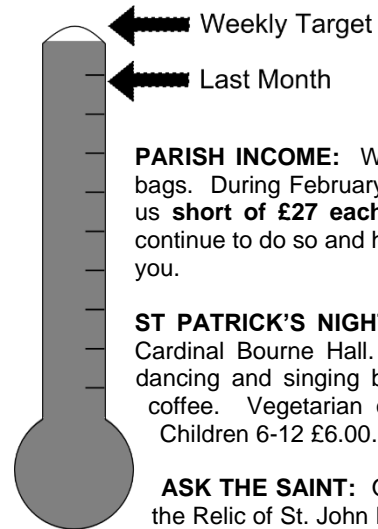 Weekly Target
Last Month
PARISH INCOME: W
bags. During February
us short of £27 each
continue to do so and h
you.
ST PATRICK'S NIGHT
Cardinal Bourne Hall.
dancing and singing b
coffee. Vegetarian
Children 6-12 £6.00.
ASK THE SAINT:
the Relic of St. John